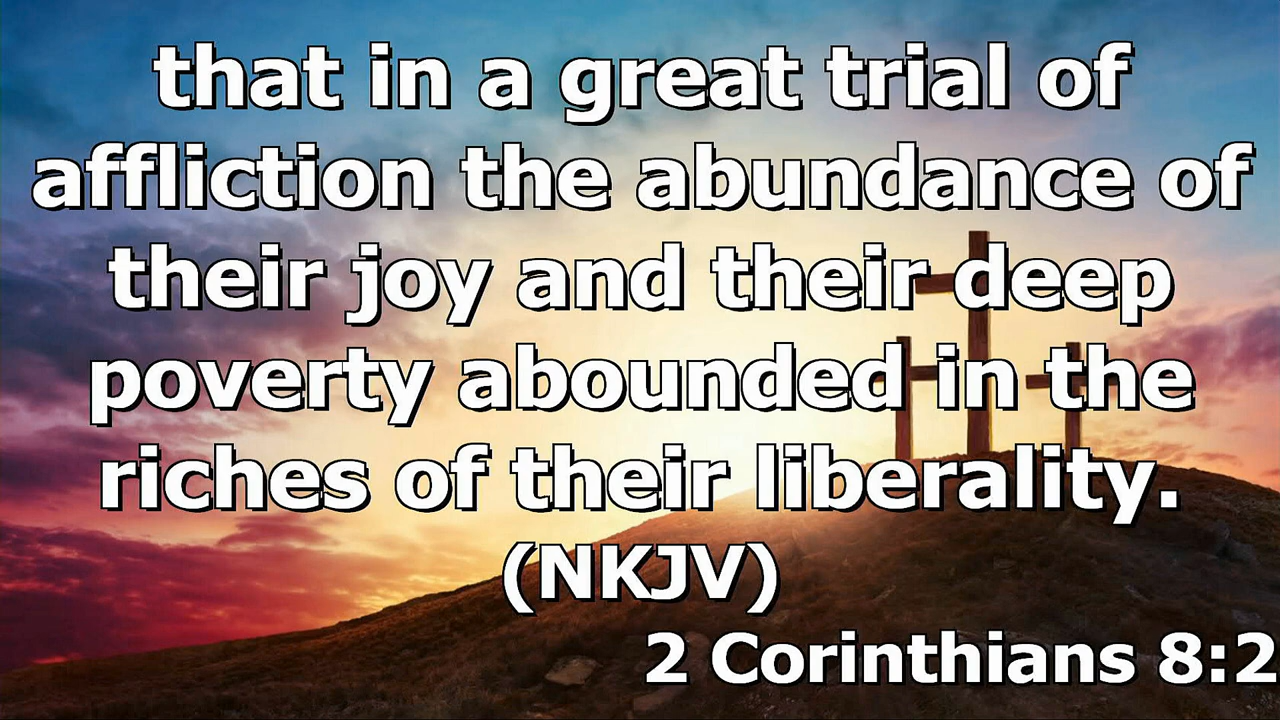 that in a great trial of
affliction the abundance of
their joy and their deep
poverty abounded in the
riches of their liberality.
(NKJV)
2 Corinthians 8:2